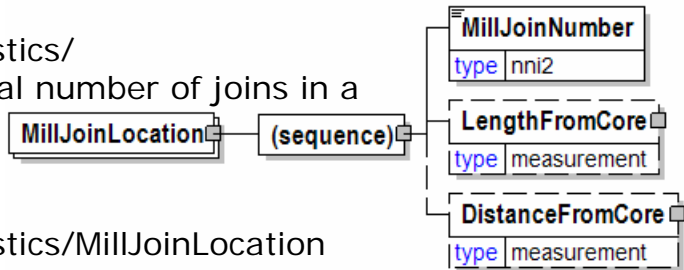 MillJoinNumber
stics/
type nni2
al number of joins in a
MillJoinLocation
(sequence)
LengthFromCore
type measurement
DistanceFromCore
stics/MillJoinLocation
type measurement